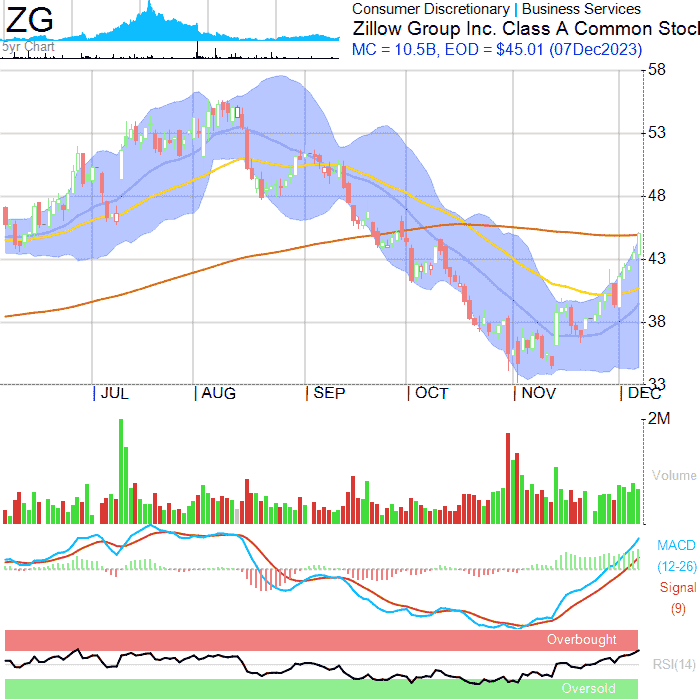 ZG
5yr Chart
Consumer Discretionary | Business Services
Zillow Group Inc. Class A Common Stocl
MC = 10.5B, EOD = $45.01 (07Dec2023)
58
53
48
43
38
33
JUL
AUG
SEP
OCT
NOV
DEC
2M
Volume
MACD
(12-26)
Signal
(9)
Overbought
RSI(14)
Oversold